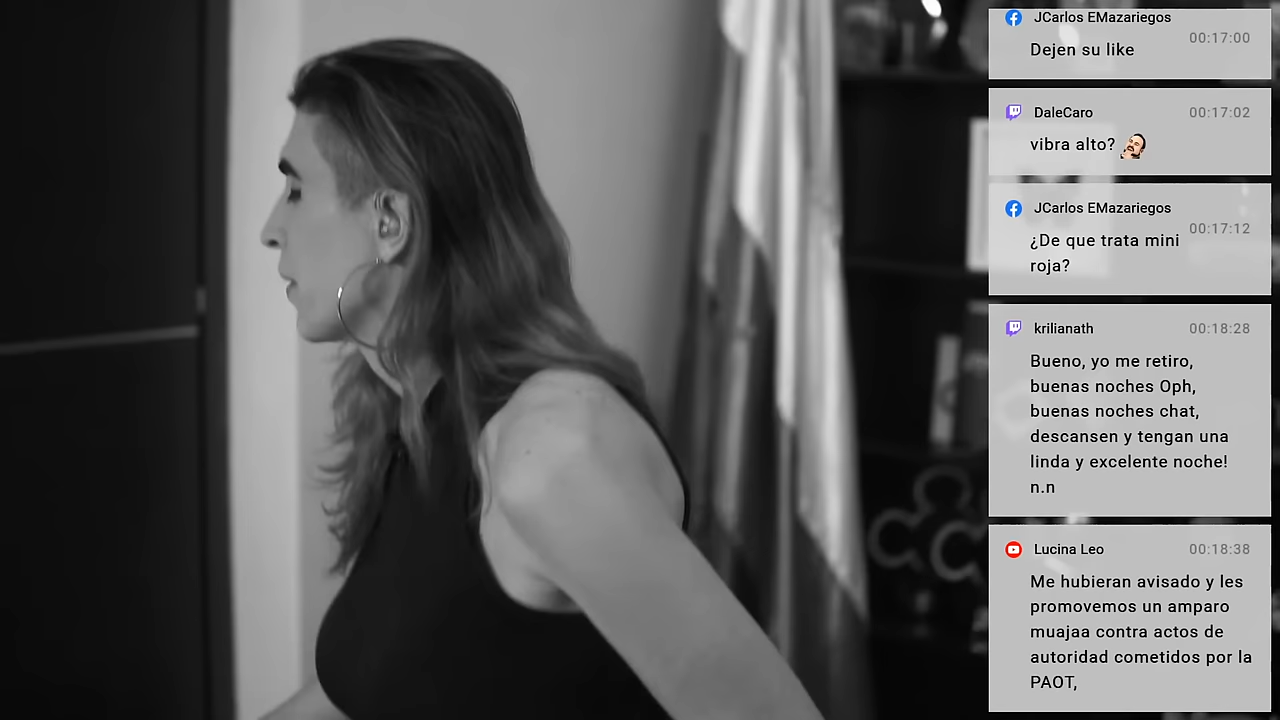 JCarlos EMazariegos
00:17:00
Dejen su like
DaleCaro
00:17:02
vibra alto?
JCarlos EMazariegos
00:17:12
¿De que trata mini
roja?
krilianath
00:18:28
Bueno, yo me retiro,
buenas noches Oph,
buenas noches chat,
descansen y tengan una
linda y excelente noche!
n.n
Lucina Leo
00:18:38
Me hubieran avisado y les
promovemos un amparo
muajaa contra actos de
autoridad cometidos por la
PAOT,